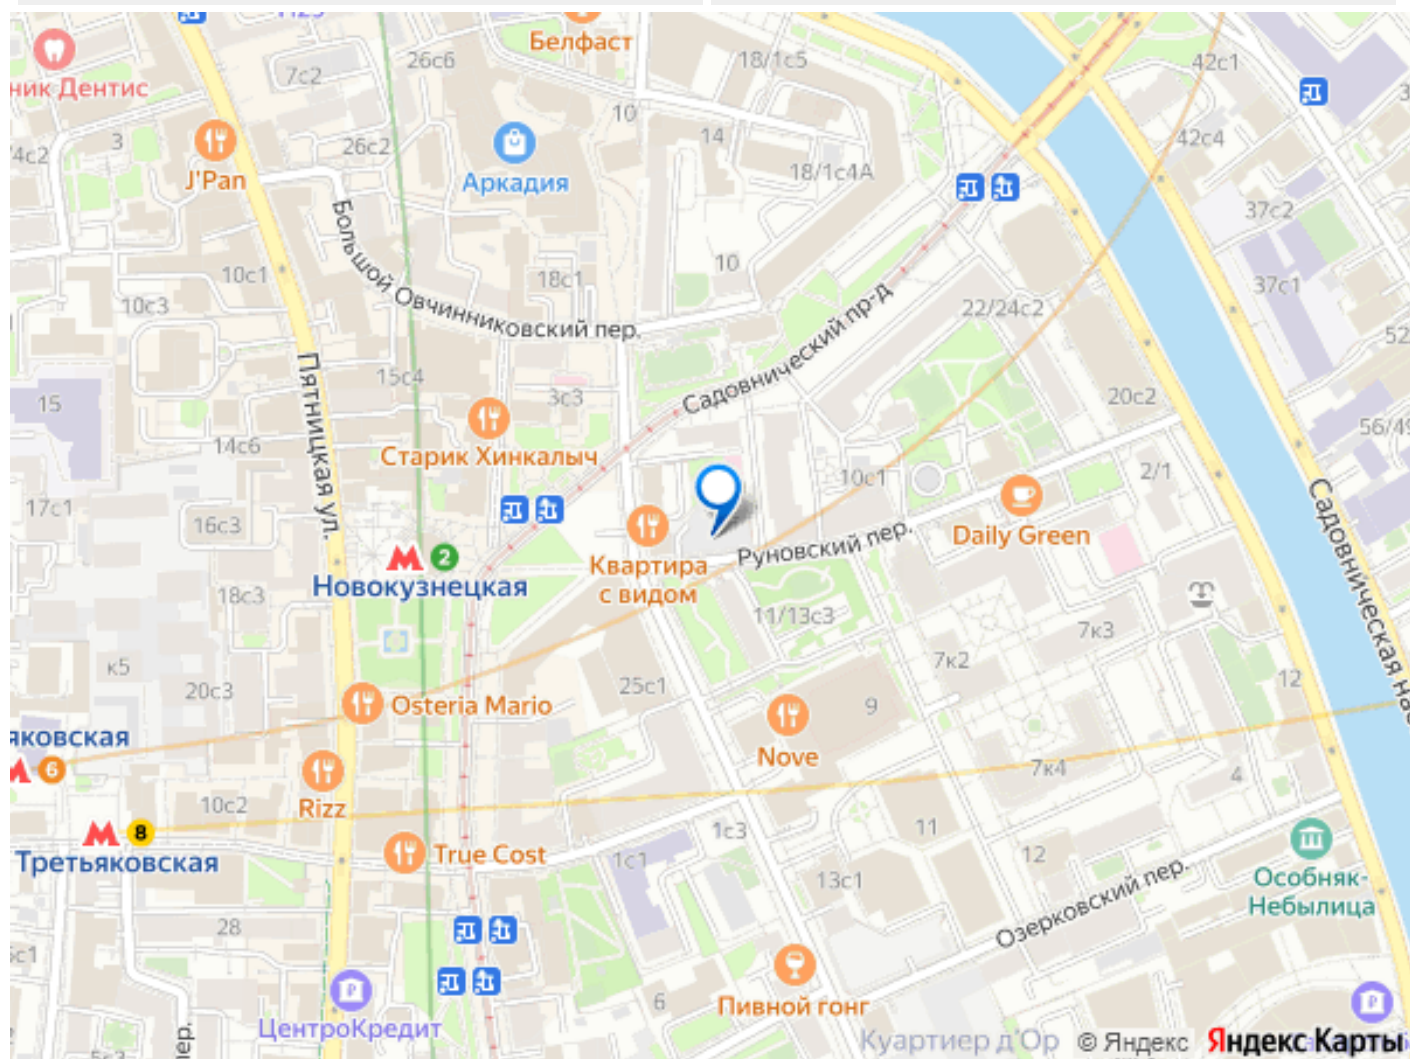 Белфаст
26с6
18/1с5
42с1
7с2
ник Дентис
10
14
42с4
3
26с2
/4с2
J'Pan
Аркадия
18/1с4А
37с2
Большой Овчинниковский пер.
10с1
18с1
10
37с1
10с3
22/24с2
Садовнический пр-д
52
Пятницкая ул.
15с4
3с3
20с2
15
56/49
14с6
Старик Хинкалыч
10с1
2/1
17с1
16с3
Daily Green
Руновский пер.
2
Новокузнецкая
Квартира
с видом
Садовническая наб
18с3
11/13с3
7к3
к5
7к2
20с3
25с1
12
Osteria Mario
9
яковская
6
Nove
7к4
4
10с2
Rizz
8
Третьяковская
1с3
11
True Cost
1с1
12
13с1
Особняк-
Небылица
Озерковский пер.
28
с1
6
Пивной гонг
ЦентроКредит
пер.
Куартиер д'Ор
© Яндекс
Яндекс Карты